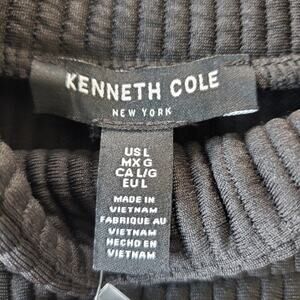 KENNETH COLE
NEW YORK
US L
MX G
CA L/G
EU L
MADE IN
VIETNAM
FABRIQUE AU
VIETNAM
HECHO EN
VIETNAM